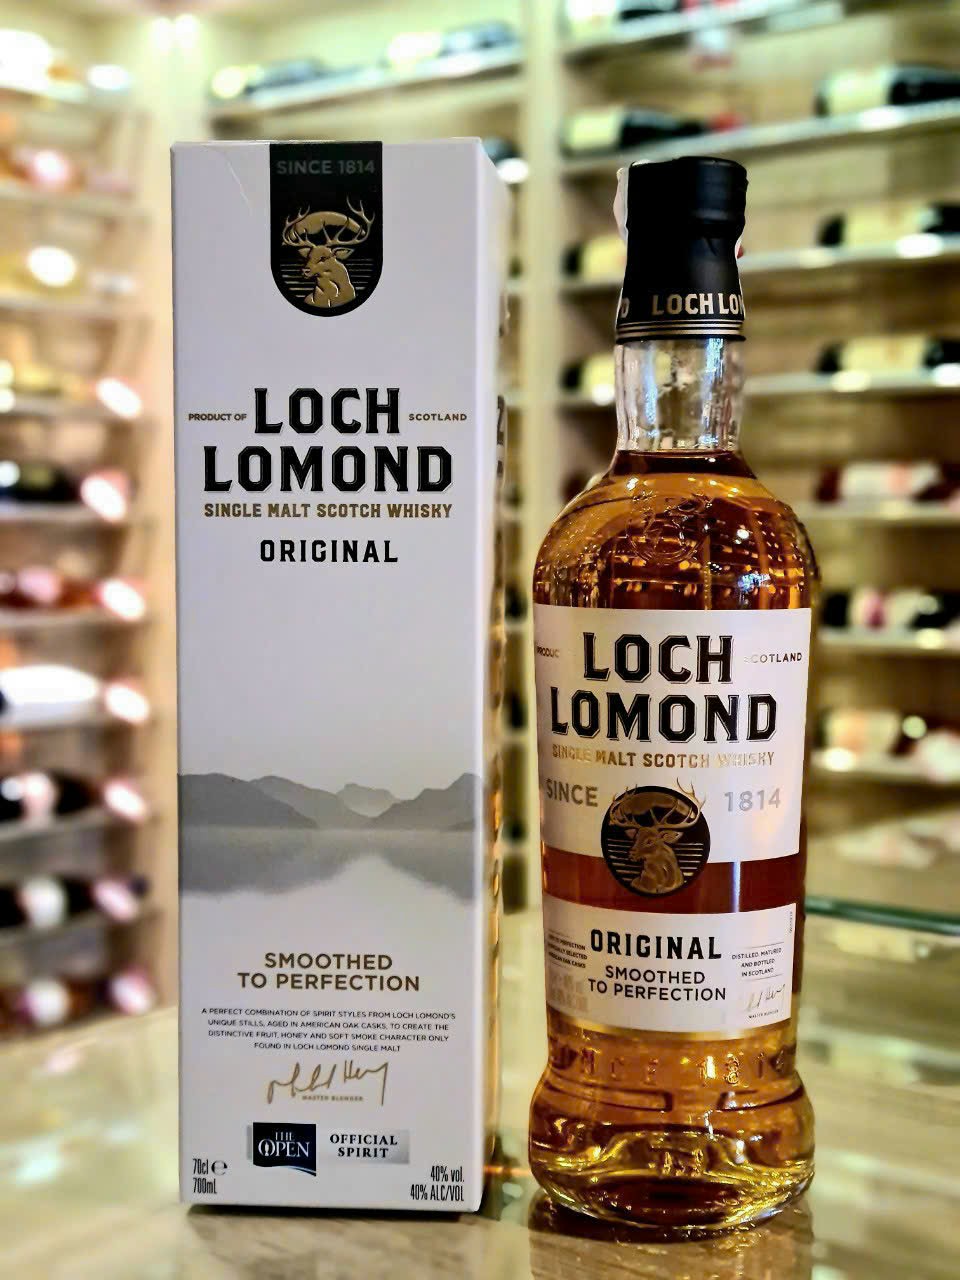 SINCE 1814
PRODUCT OF LOCH SCOTLAND
LOMOND
SINGLE MALT SCOTCH WHISKY
ORIGINAL
SMOOTHED
TO PERFECTION
A PERFECT COMBINATION OF SPIRIT STYLES FROM LOCH LOMOND'S
UNIQUE STILLS, AGED IN AMERICAN OAK CASKS, TO CREATE THE
DISTINCTIVE FRUIT, HONEY AND SOFT SMOKE CHARACTER ONLY
FOUND IN LOCH LOMOND SINGLE MALT
MASTER BLENDER
THE OPEN
OFFICIAL
SPIRIT
70cl e
700mL
40% vol.
40% ALC/VOL
LOCH LO
LOCH SCOTLAND
LOMOND
SINGLE MALT SCOTCH WHISKY
SINCE 1814
ORIGINAL
SMOOTHED
TO PERFECTION
DISTILLED, MATURED
AND BOTTLED
IN SCOTLAND
MASTER BLENDER